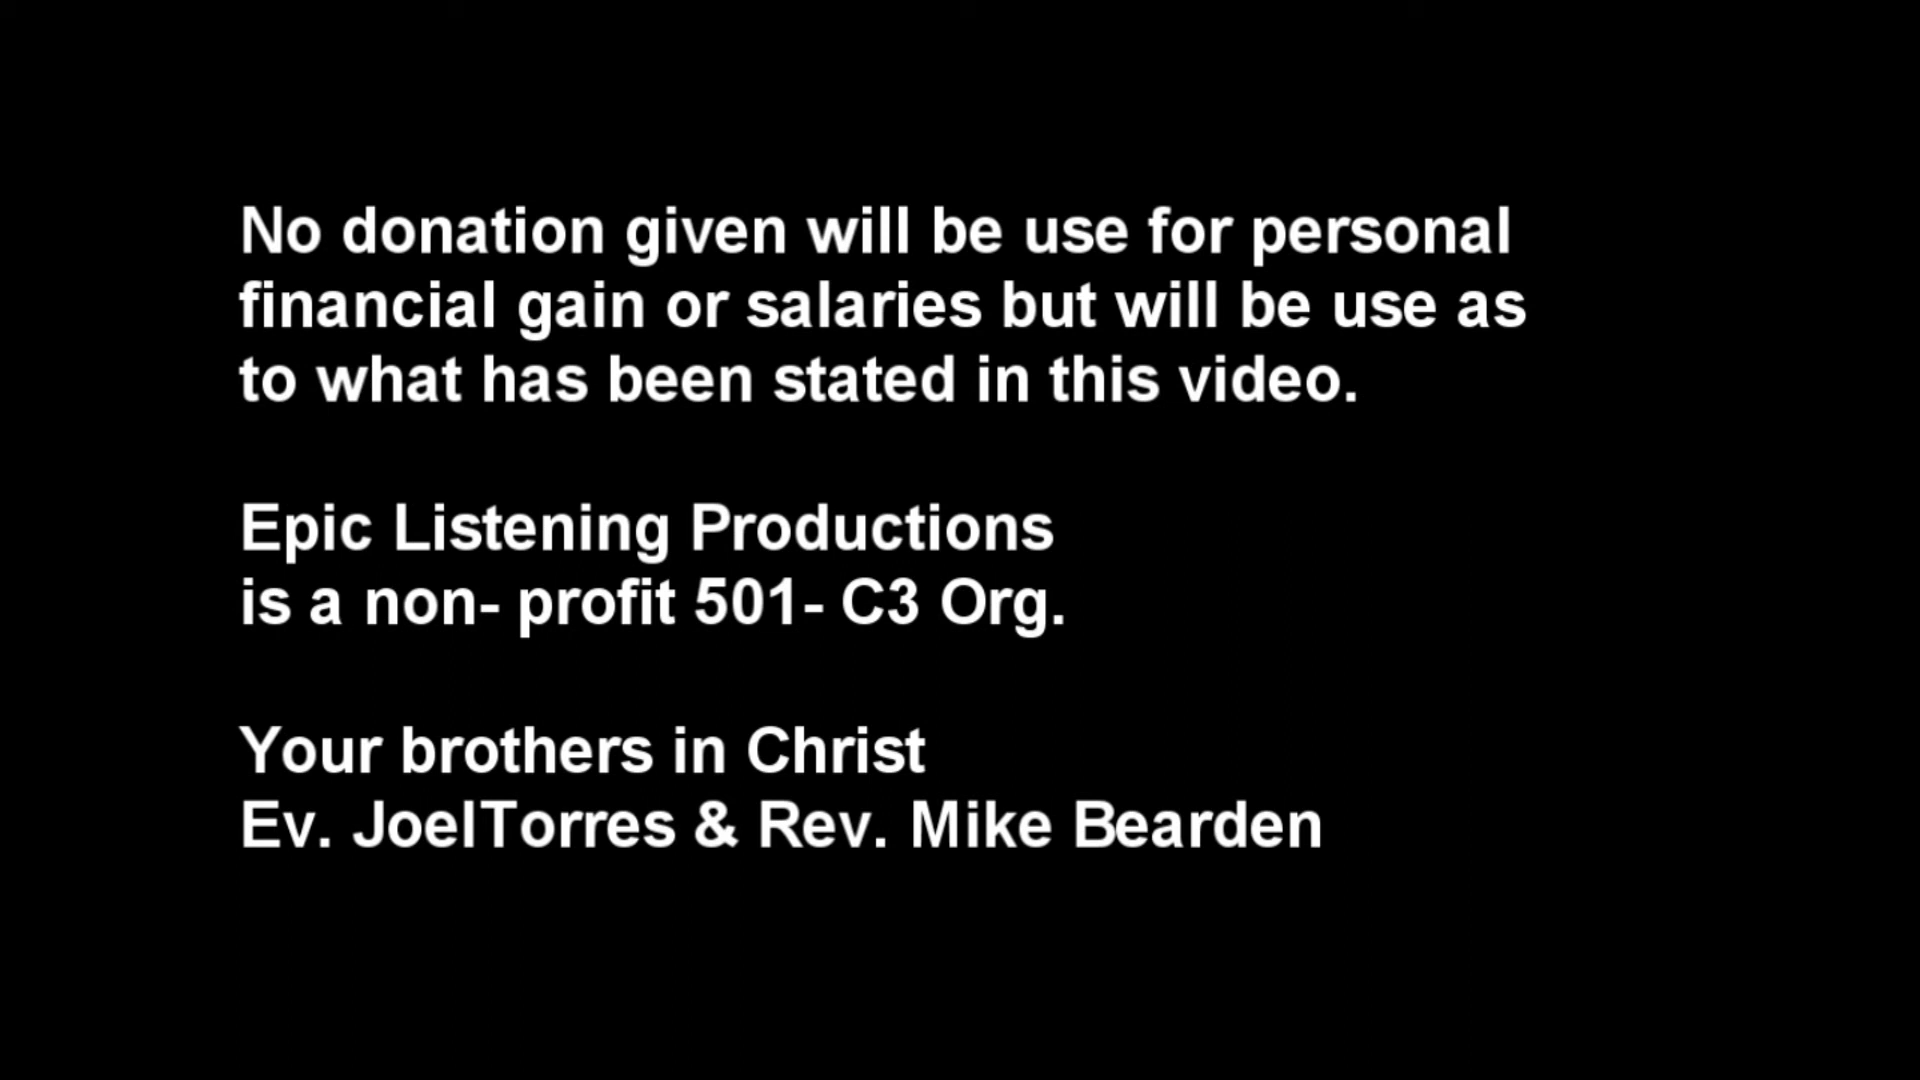 No donation given will be use for personal
financial gain or salaries but will be use as
to what has been stated in this video.
Epic Listening Productions
is a non- profit 501- C3 Org.
Your brothers in Christ
Ev. JoelTorres & Rev. Mike Bearden